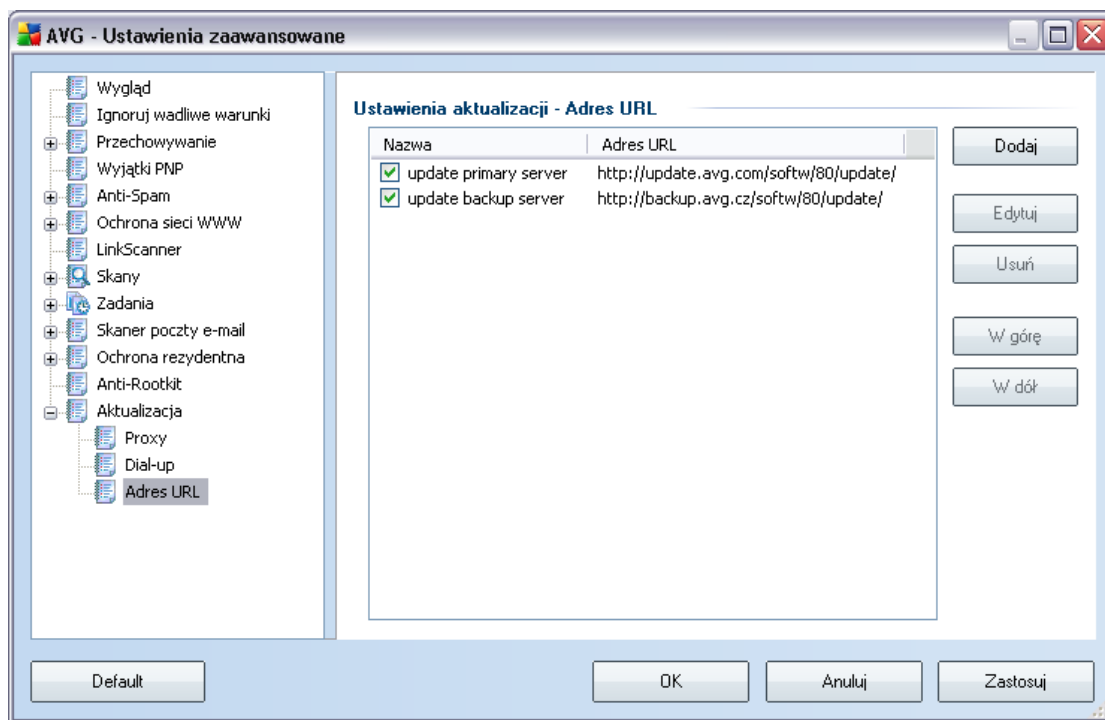 AVG - Ustawienia zaawansowane
Wygląd
Ignoruj wadliwe warunki
Przechowywanie
Wyjątki PNP
Anti-Spam
Ochrona sieci WWW
LinkScanner
Skany
Zadania
Skaner poczty e-mail
Ochrona rezydentna
Anti-Rootkit
Aktualizacja
Proxy
Dial-up
Adres URL
Ustawienia aktualizacji - Adres URL
Nazwa Adres URL
update primary server http://update.avg.com/softw/80/update/
update backup server http://backup.avg.cz/softw/80/update/
Dodaj
Edytuj
Usuń
W górę
W dół
Default OK Anuluj Zastosuj